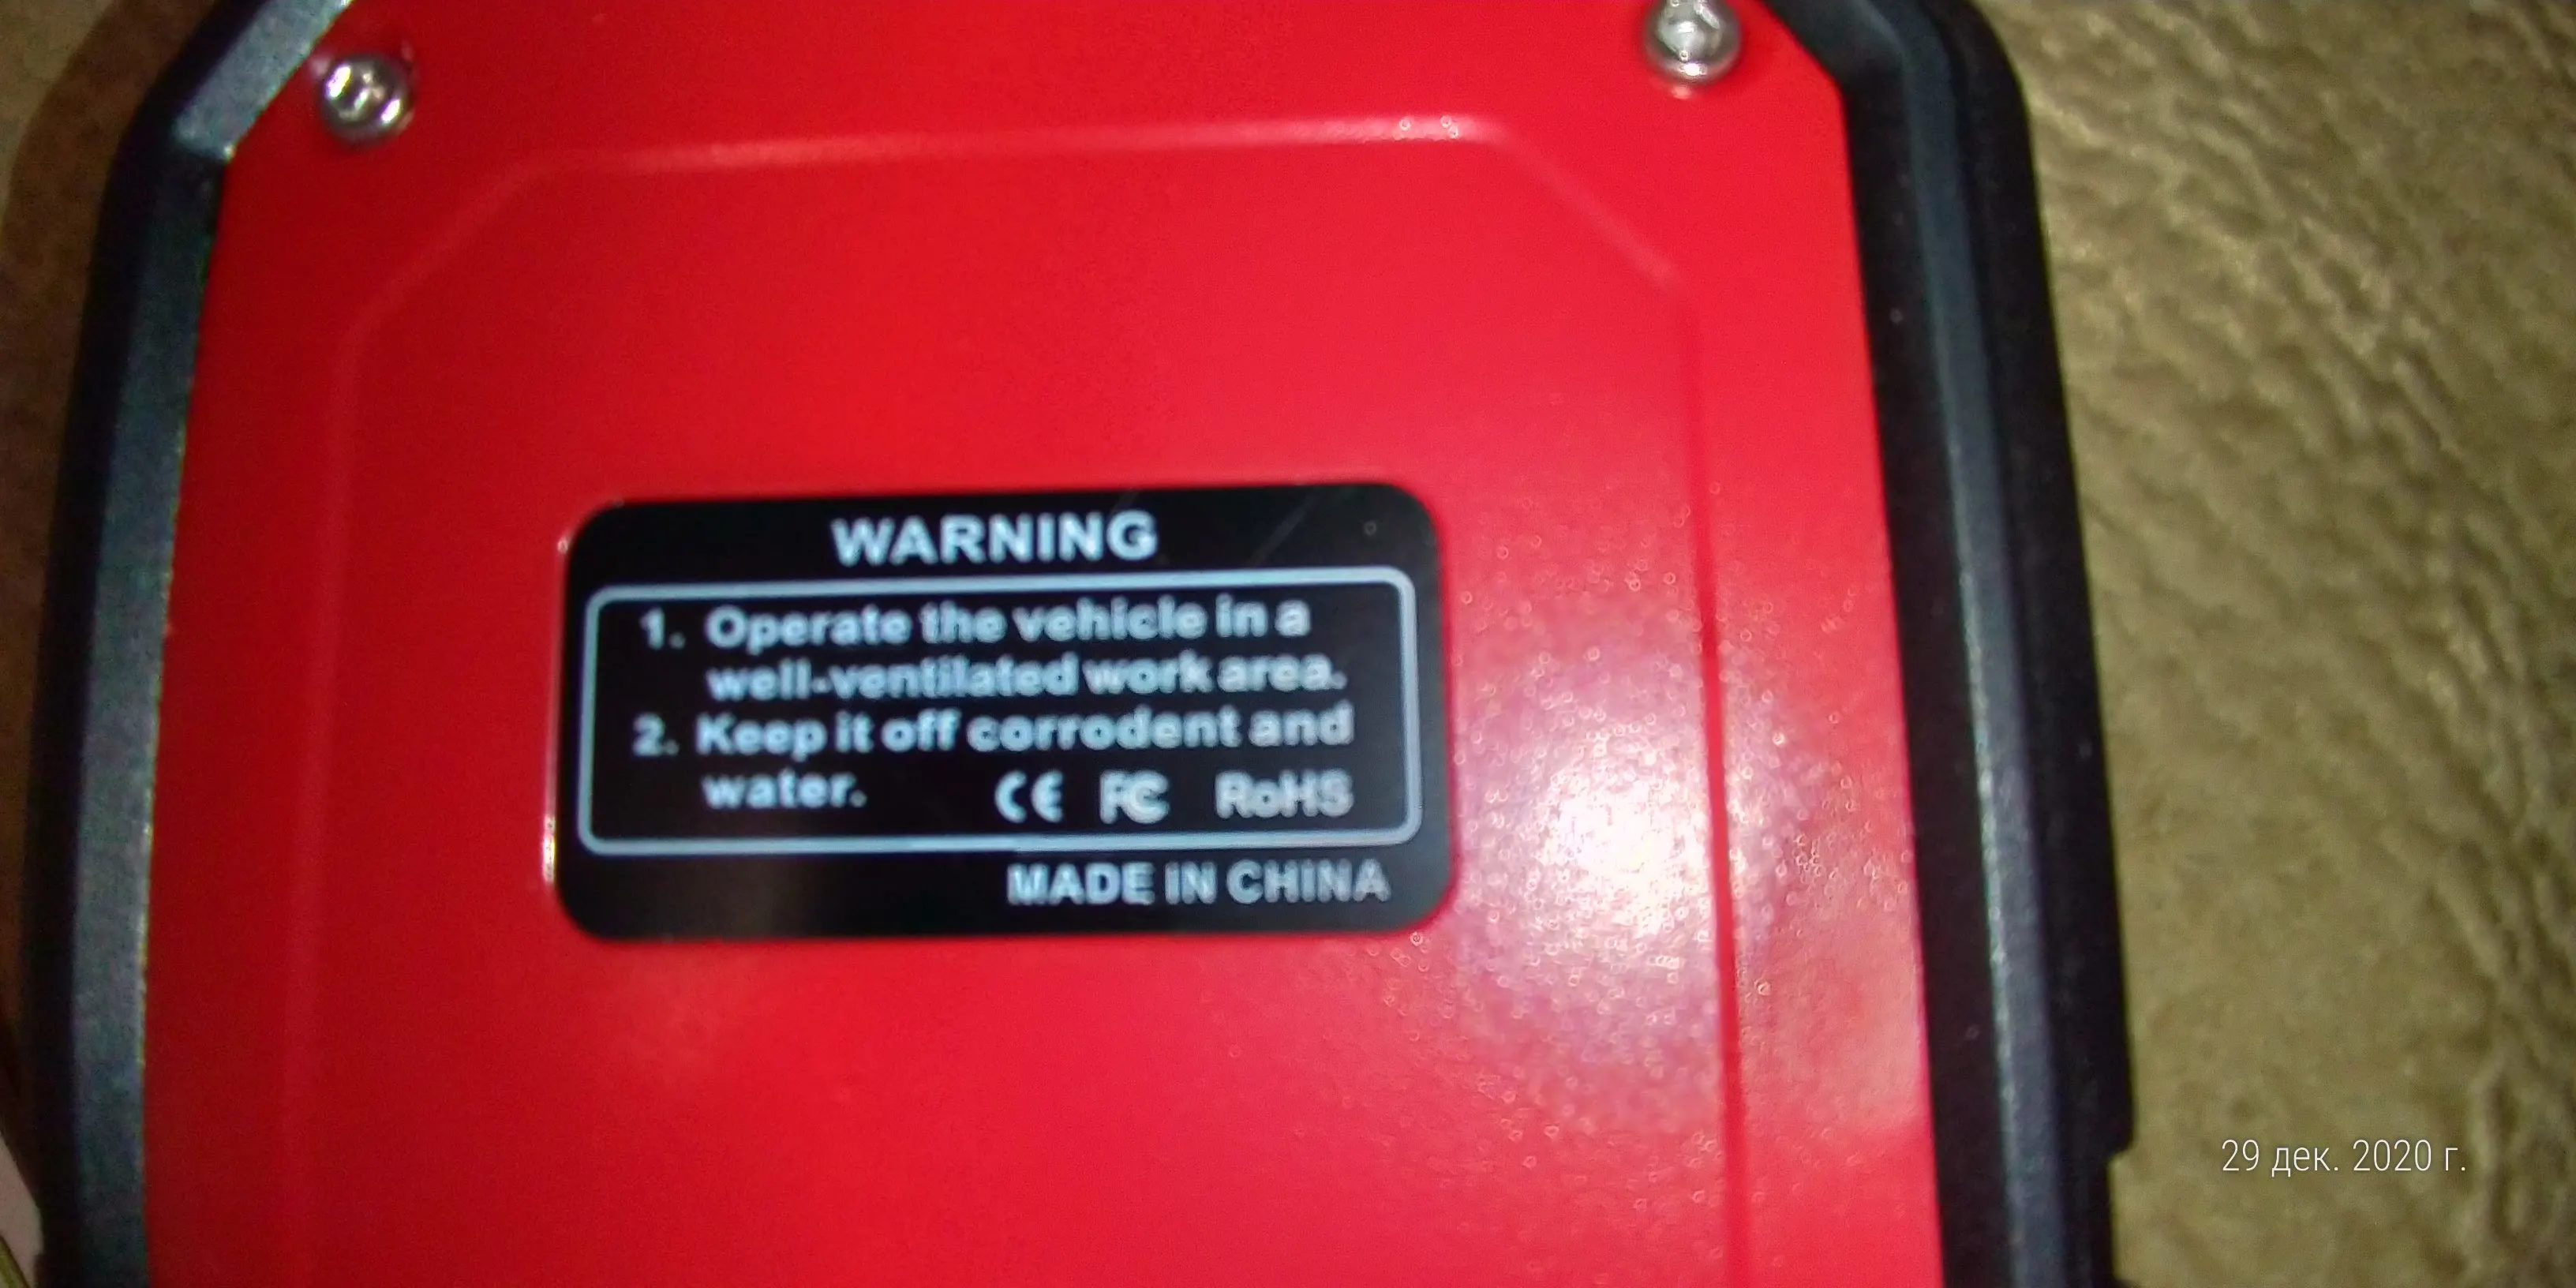 WARNING
1. Operate the vehicle in a
well-ventilated work area.
2. Keep it off corrodent and
water. CE FC RoHS
MADE IN CHINA
29 дек. 2020 г.